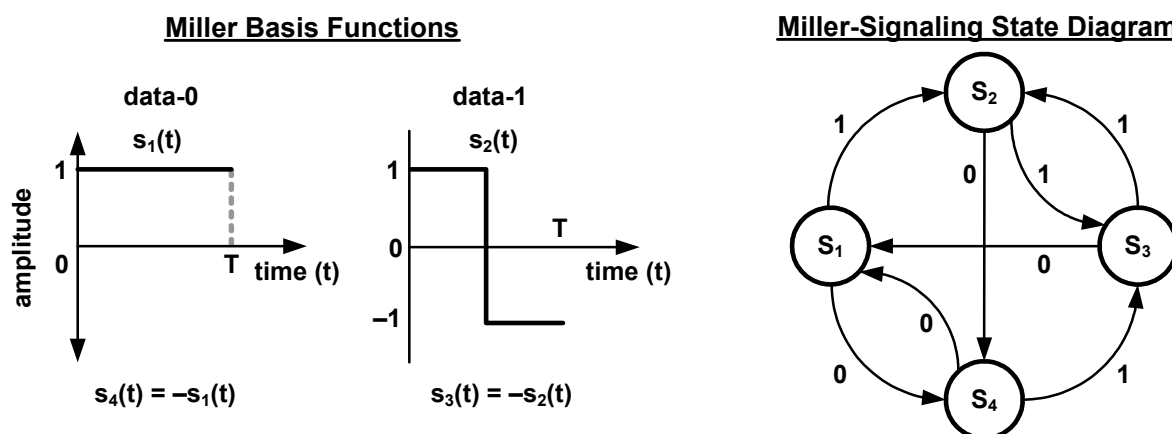 Miller Basis Functions
data-0
s₁(t)
1
amplitude
0
T
time (t)
s₄(t) = –s₁(t)
data-1
s₂(t)
1
T
0
time (t)
–1
s₃(t) = –s₂(t)
Miller-Signaling State Diagram
S₂
1
1
0
1
S₁
S₃
0
0
0
1
S₄